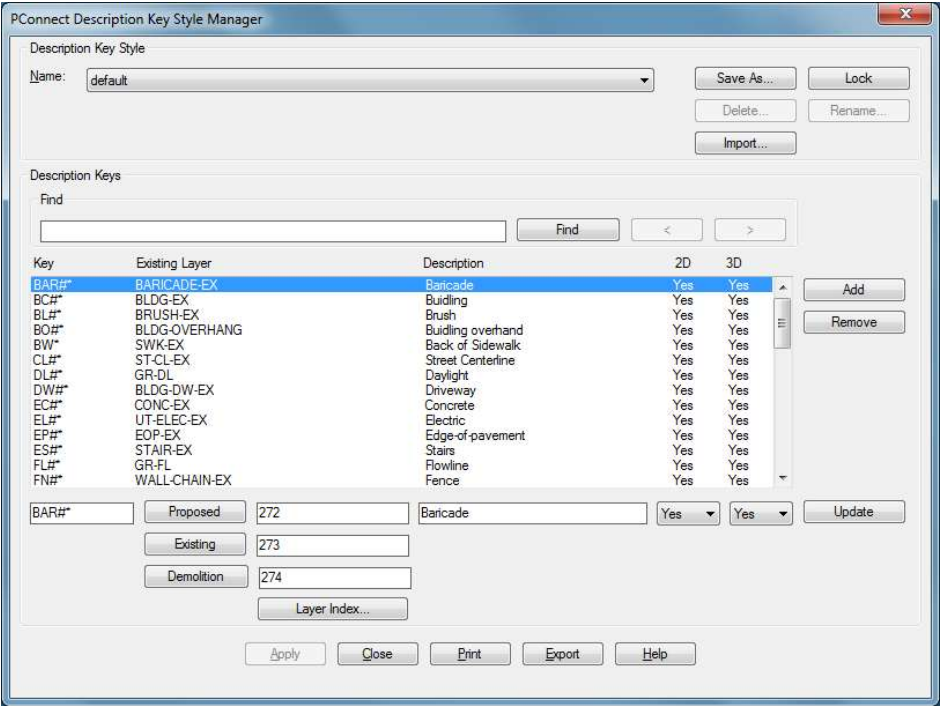 PConnect Description Key Style Manager
Description Key Style
Name: default Save As... Lock
Delete... Rename...
Import...
Description Keys
Find
Find < >
Key Existing Layer Description 2D 3D
BAR#* BARICADE-EX Baricade Yes Yes
BC#* BLDG-EX Buidling Yes Yes
BL#* BRUSH-EX Brush Yes Yes
BO#* BLDG-OVERHANG Buidling overhand Yes Yes
BW* SWK-EX Back of Sidewalk Yes Yes
CL#* ST-CL-EX Street Centerline Yes Yes
DL#* GR-DL Daylight Yes Yes
DW#* BLDG-DW-EX Driveway Yes Yes
EC#* CONC-EX Concrete Yes Yes
EL#* UT-ELEC-EX Electric Yes Yes
EP#* EOP-EX Edge-of-pavement Yes Yes
ES#* STAIR-EX Stairs Yes Yes
FL#* GR-FL Flowline Yes Yes
FN#* WALL-CHAIN-EX Fence Yes Yes
Add
Remove
BAR#* Proposed 272 Baricade Yes Yes Update
Existing 273
Demolition 274
Layer Index...
Apply Close Print Export Help